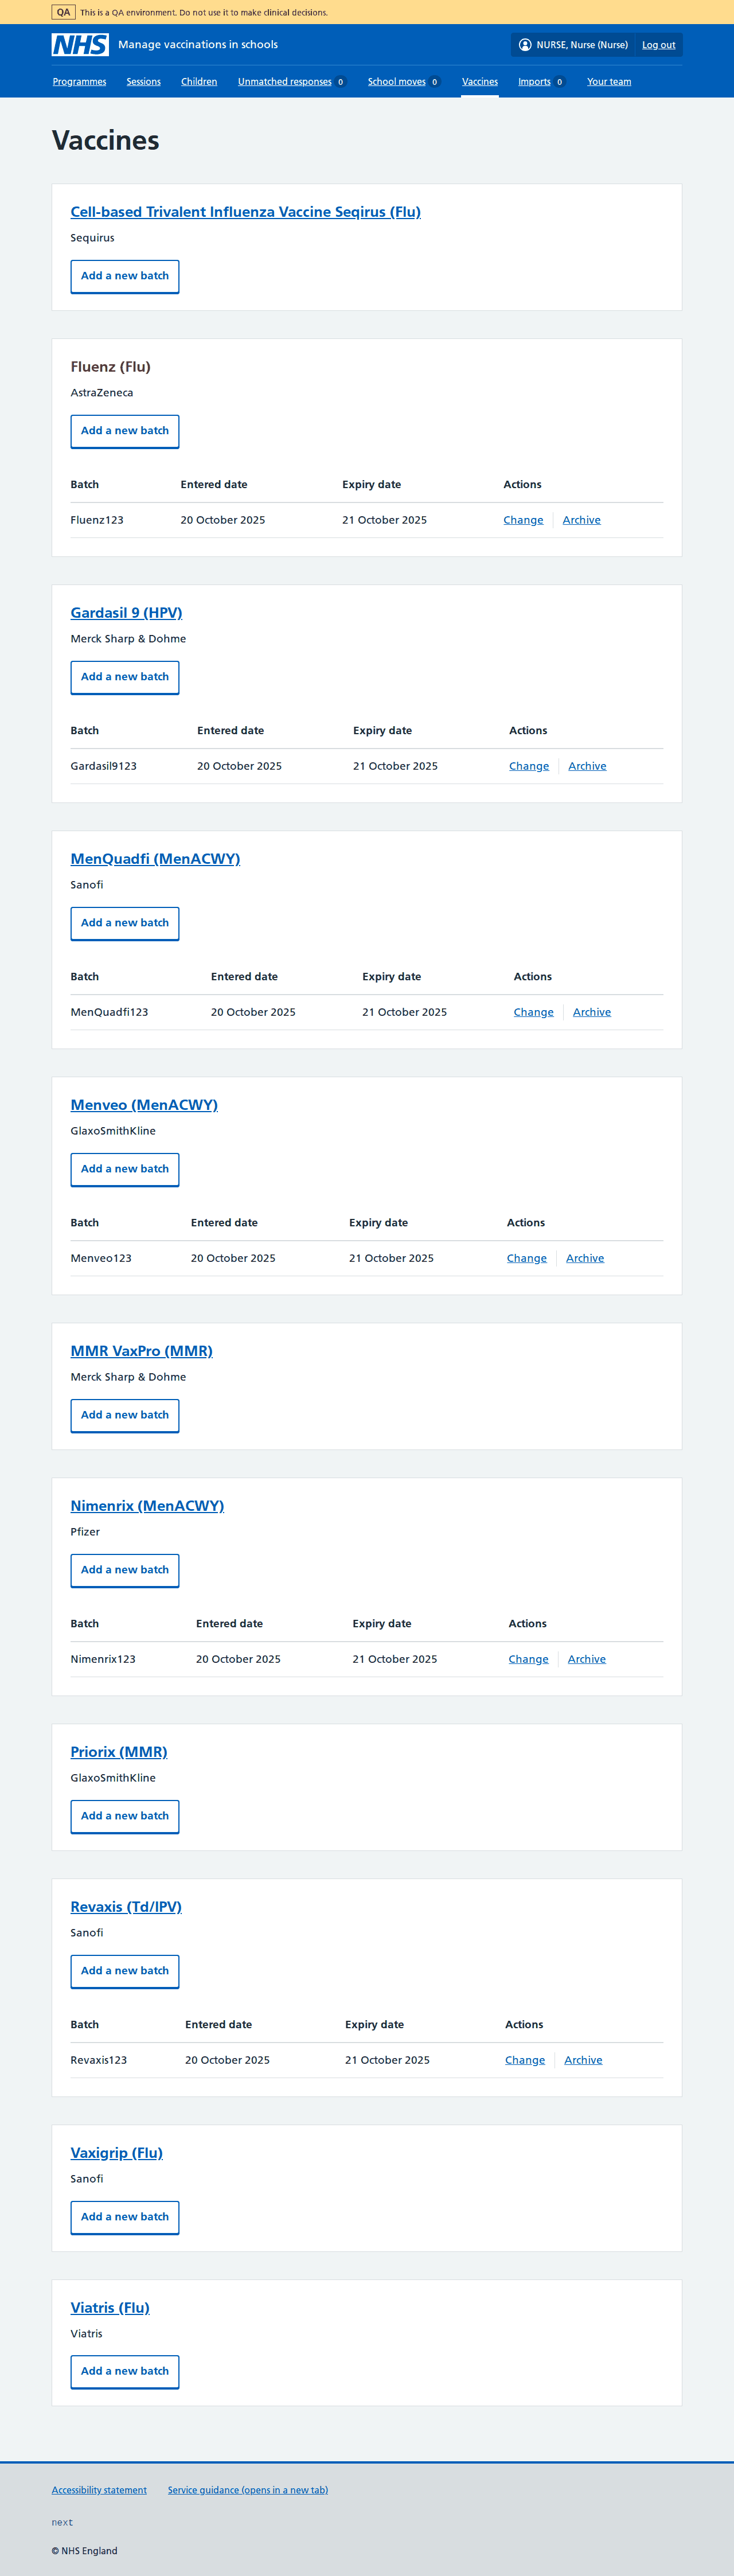 QA This is a QA environment. Do not use it to make clinical decisions.
NHS Manage vaccinations in schools NURSE, Nurse (Nurse) Log out
Programmes Sessions Children Unmatched responses 0 School moves 0 Vaccines Imports 0 Your team
Vaccines
Cell-based Trivalent Influenza Vaccine Seqirus (Flu)
Sequirus
Add a new batch
Fluenz (Flu)
AstraZeneca
Add a new batch
Batch Entered date Expiry date Actions
Fluenz123 20 October 2025 21 October 2025 Change Archive
Gardasil 9 (HPV)
Merck Sharp & Dohme
Add a new batch
Batch Entered date Expiry date Actions
Gardasil9123 20 October 2025 21 October 2025 Change Archive
MenQuadfi (MenACWY)
Sanofi
Add a new batch
Batch Entered date Expiry date Actions
MenQuadfi123 20 October 2025 21 October 2025 Change Archive
Menveo (MenACWY)
GlaxoSmithKline
Add a new batch
Batch Entered date Expiry date Actions
Menveo123 20 October 2025 21 October 2025 Change Archive
MMR VaxPro (MMR)
Merck Sharp & Dohme
Add a new batch
Nimenrix (MenACWY)
Pfizer
Add a new batch
Batch Entered date Expiry date Actions
Nimenrix123 20 October 2025 21 October 2025 Change Archive
Priorix (MMR)
GlaxoSmithKline
Add a new batch
Revaxis (Td/IPV)
Sanofi
Add a new batch
Batch Entered date Expiry date Actions
Revaxis123 20 October 2025 21 October 2025 Change Archive
Vaxigrip (Flu)
Sanofi
Add a new batch
Viatris (Flu)
Viatris
Add a new batch
Accessibility statement Service guidance (opens in a new tab)
next
© NHS England